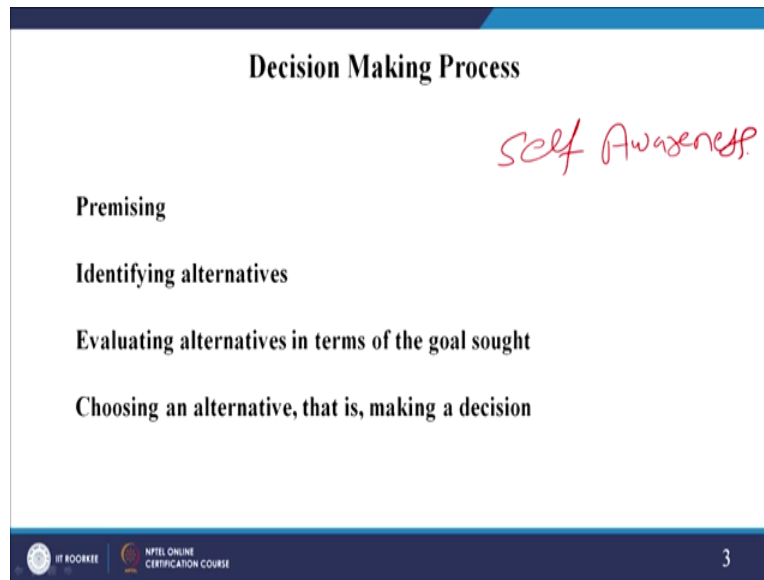 Decision Making Process
Self Awareness.
Premising
Identifying alternatives
Evaluating alternatives in terms of the goal sought
Choosing an alternative, that is, making a decision
IIT ROORKEE
NPTEL ONLINE
CERTIFICATION COURSE
3